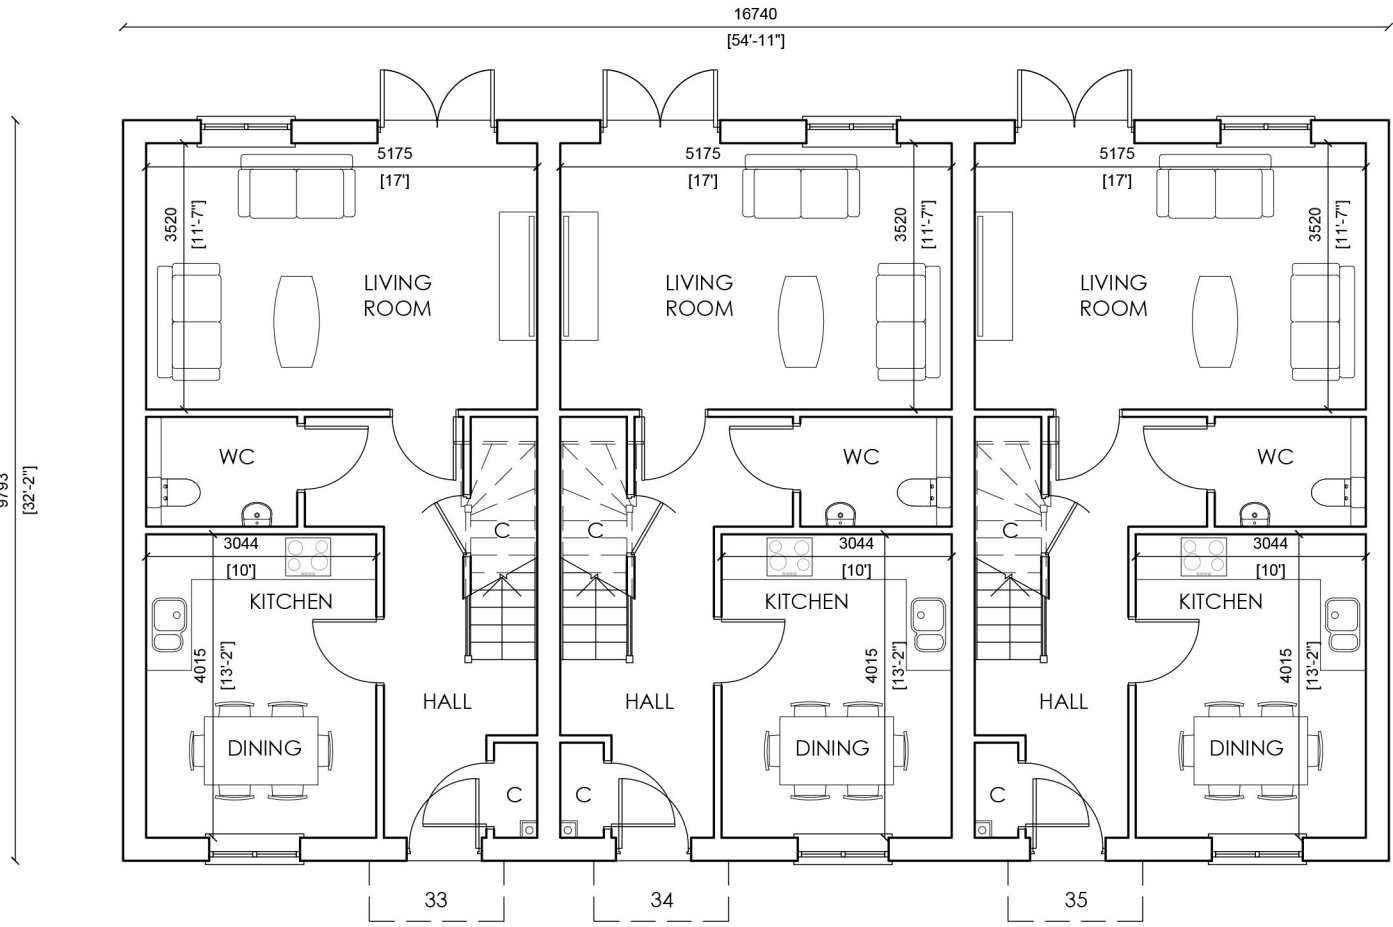 16740
[54'-11"]
5175
[17']
5175
[17']
5175
[17']
3520
[11'-7"]
3520
[11'-7"]
3520
[11'-7"]
LIVING
ROOM
LIVING
ROOM
LIVING
ROOM
9793
[32'-2"]
WC
WC
WC
C
C
C
3044
[10']
3044
[10']
3044
[10']
KITCHEN
KITCHEN
KITCHEN
4015
[13'-2"]
4015
[13'-2"]
4015
[13'-2"]
HALL
HALL
HALL
DINING
DINING
DINING
C
C
C
33
34
35